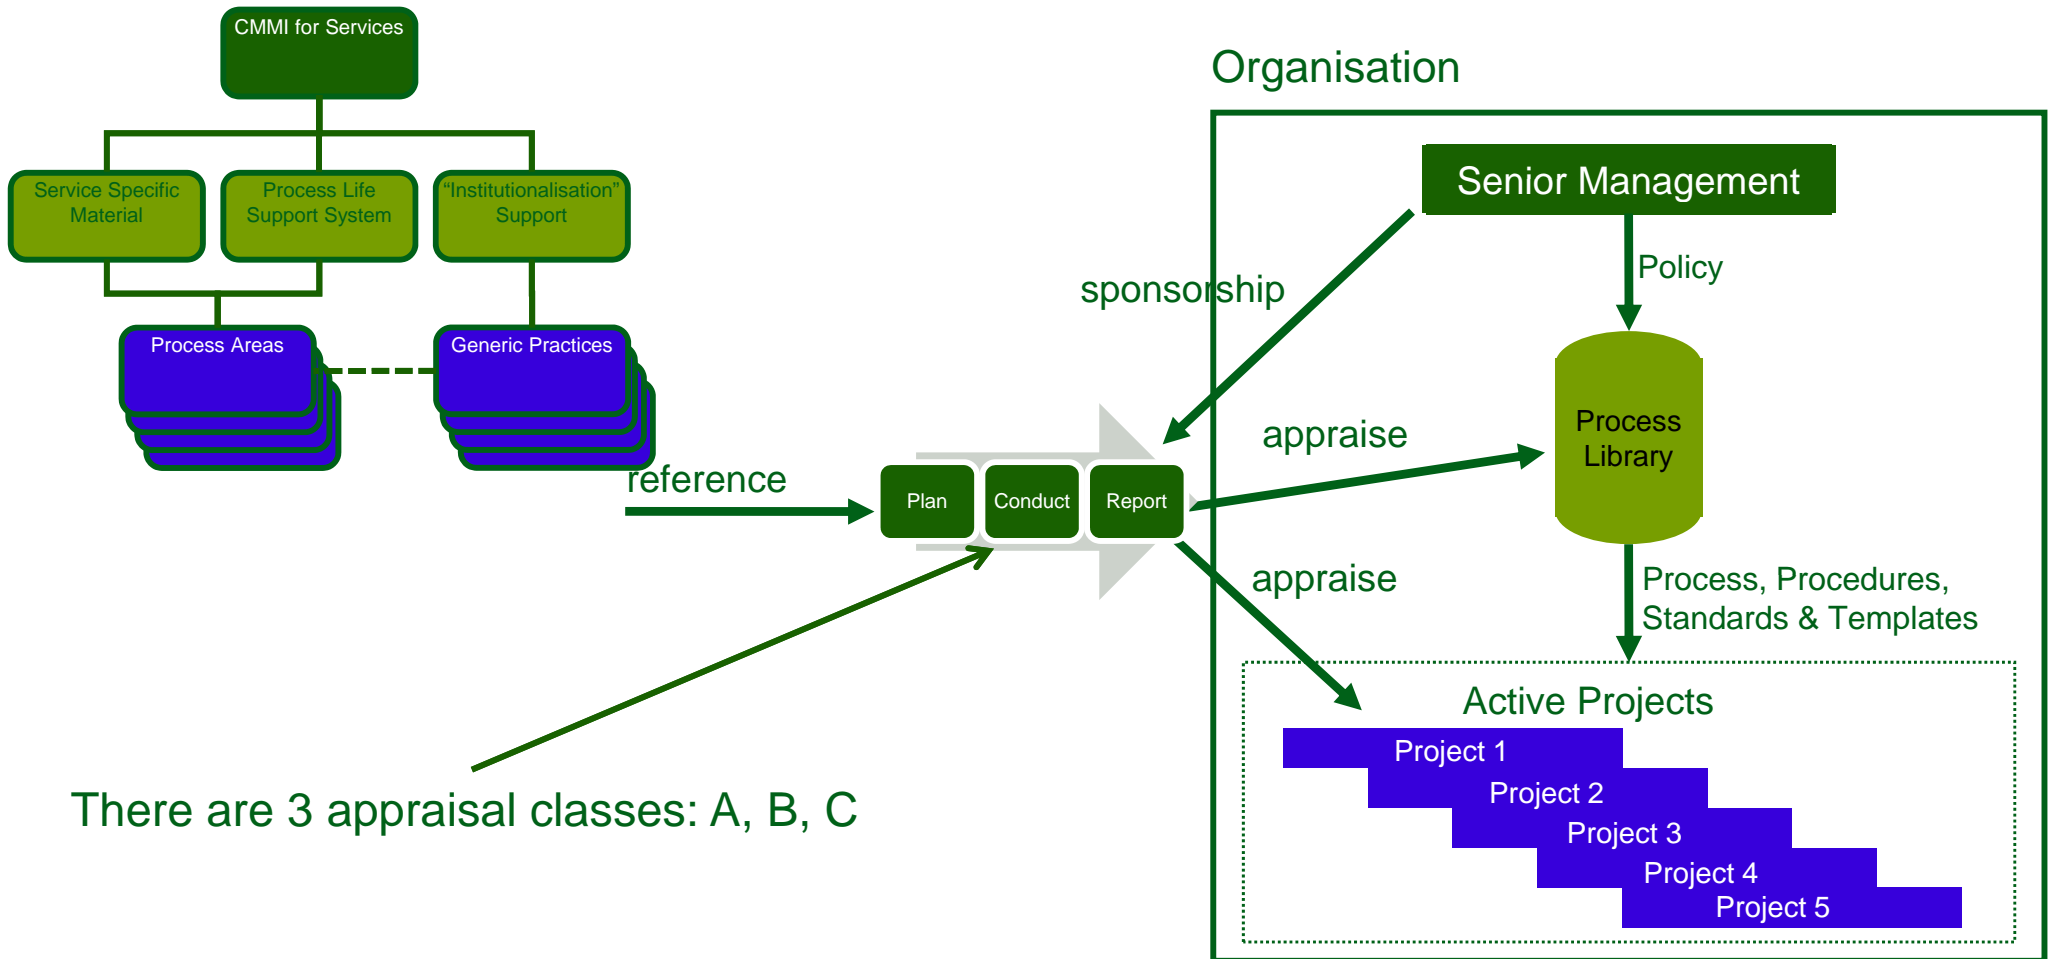 CMMI for Services
Service Specific
Material
Process Life
Support System
“Institutionalisation”
Support
Process Areas
Generic Practices
reference
Plan
Conduct
Report
There are 3 appraisal classes: A, B, C
Organisation
Senior Management
sponsorship
Policy
appraise
Process
Library
appraise
Process, Procedures,
Standards & Templates
Active Projects
Project 1
Project 2
Project 3
Project 4
Project 5